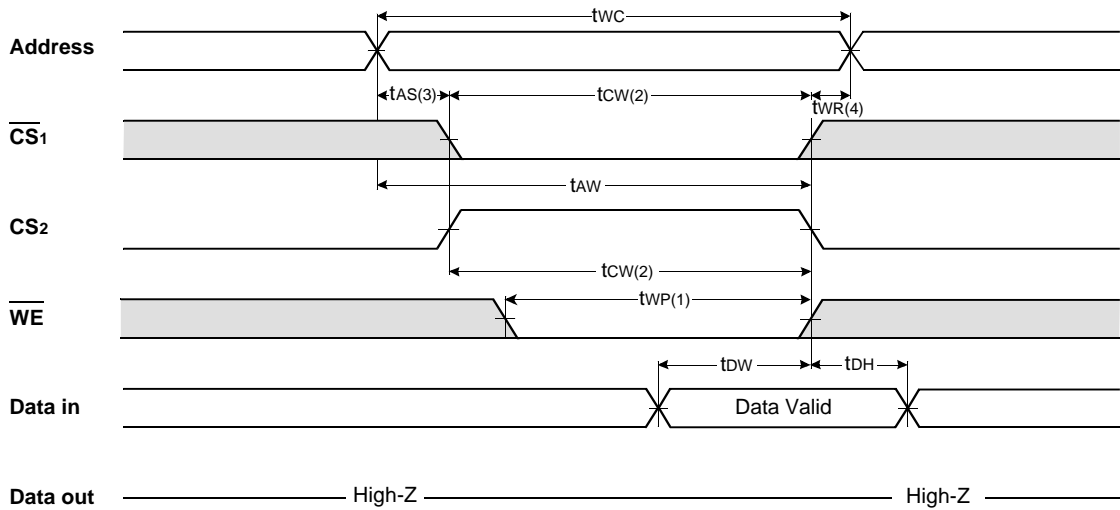 tWC
Address
tAS(3) tCW(2) tWR(4)
CS1
tAW
CS2
tCW(2)
tWP(1)
WE
tDW tDH
Data in Data Valid
Data out High-Z High-Z